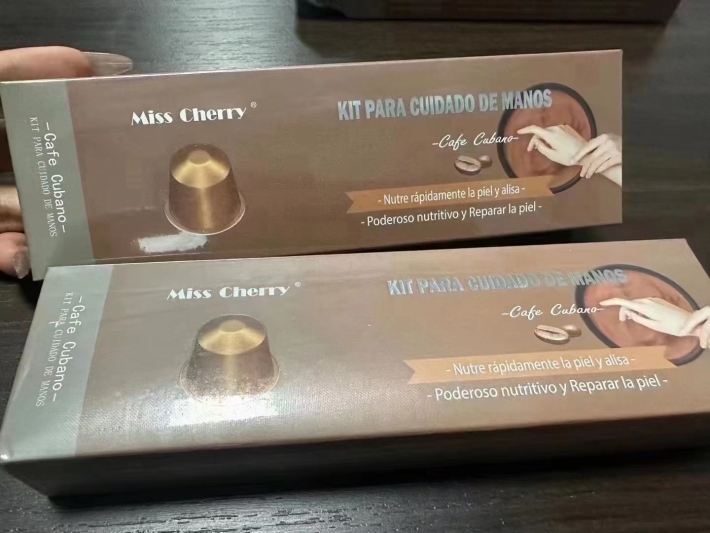 Miss Cherry®
KIT PARA CUIDADO DE MANOS
-Cafe Cubano-
- Nutre rápidamente la piel y alisa -
- Poderoso nutritivo y Reparar la piel -
-Cafe Cubano-
KIT PARA CUIDADO DE MANOS
Miss Cherry®
KIT PARA CUIDADO DE MANOS
-Cafe Cubano-
- Nutre rápidamente la piel y alisa -
- Poderoso nutritivo y Reparar la piel -
-Cafe Cubano-
KIT PARA CUIDADO DE MANOS